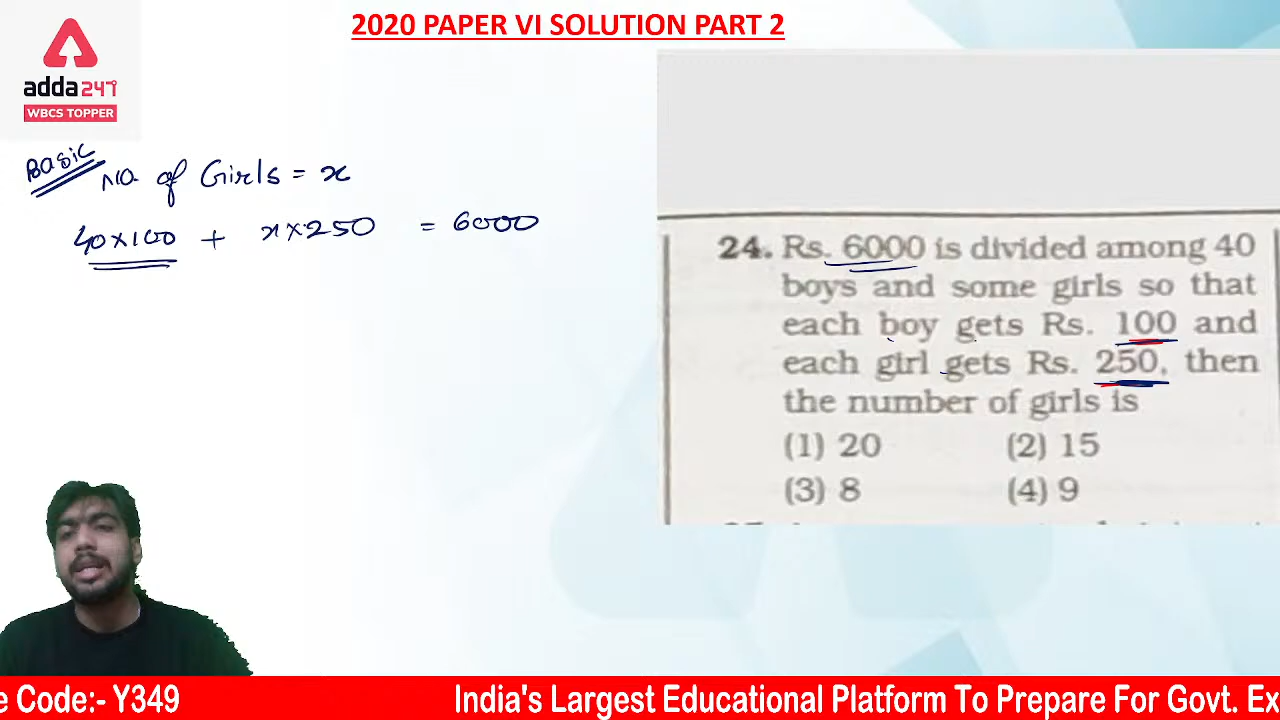 2020 PAPER VI SOLUTION PART 2
adda247
WBCS TOPPER
Basic
No. of Girls = x
40×100 + x×250 = 6000
24. Rs. 6000 is divided among 40
boys and some girls so that
each boy gets Rs. 100 and
each girl gets Rs. 250, then
the number of girls is
(1) 20 (2) 15
(3) 8 (4) 9
e Code:- Y349 India's Largest Educational Platform To Prepare For Govt. Ex